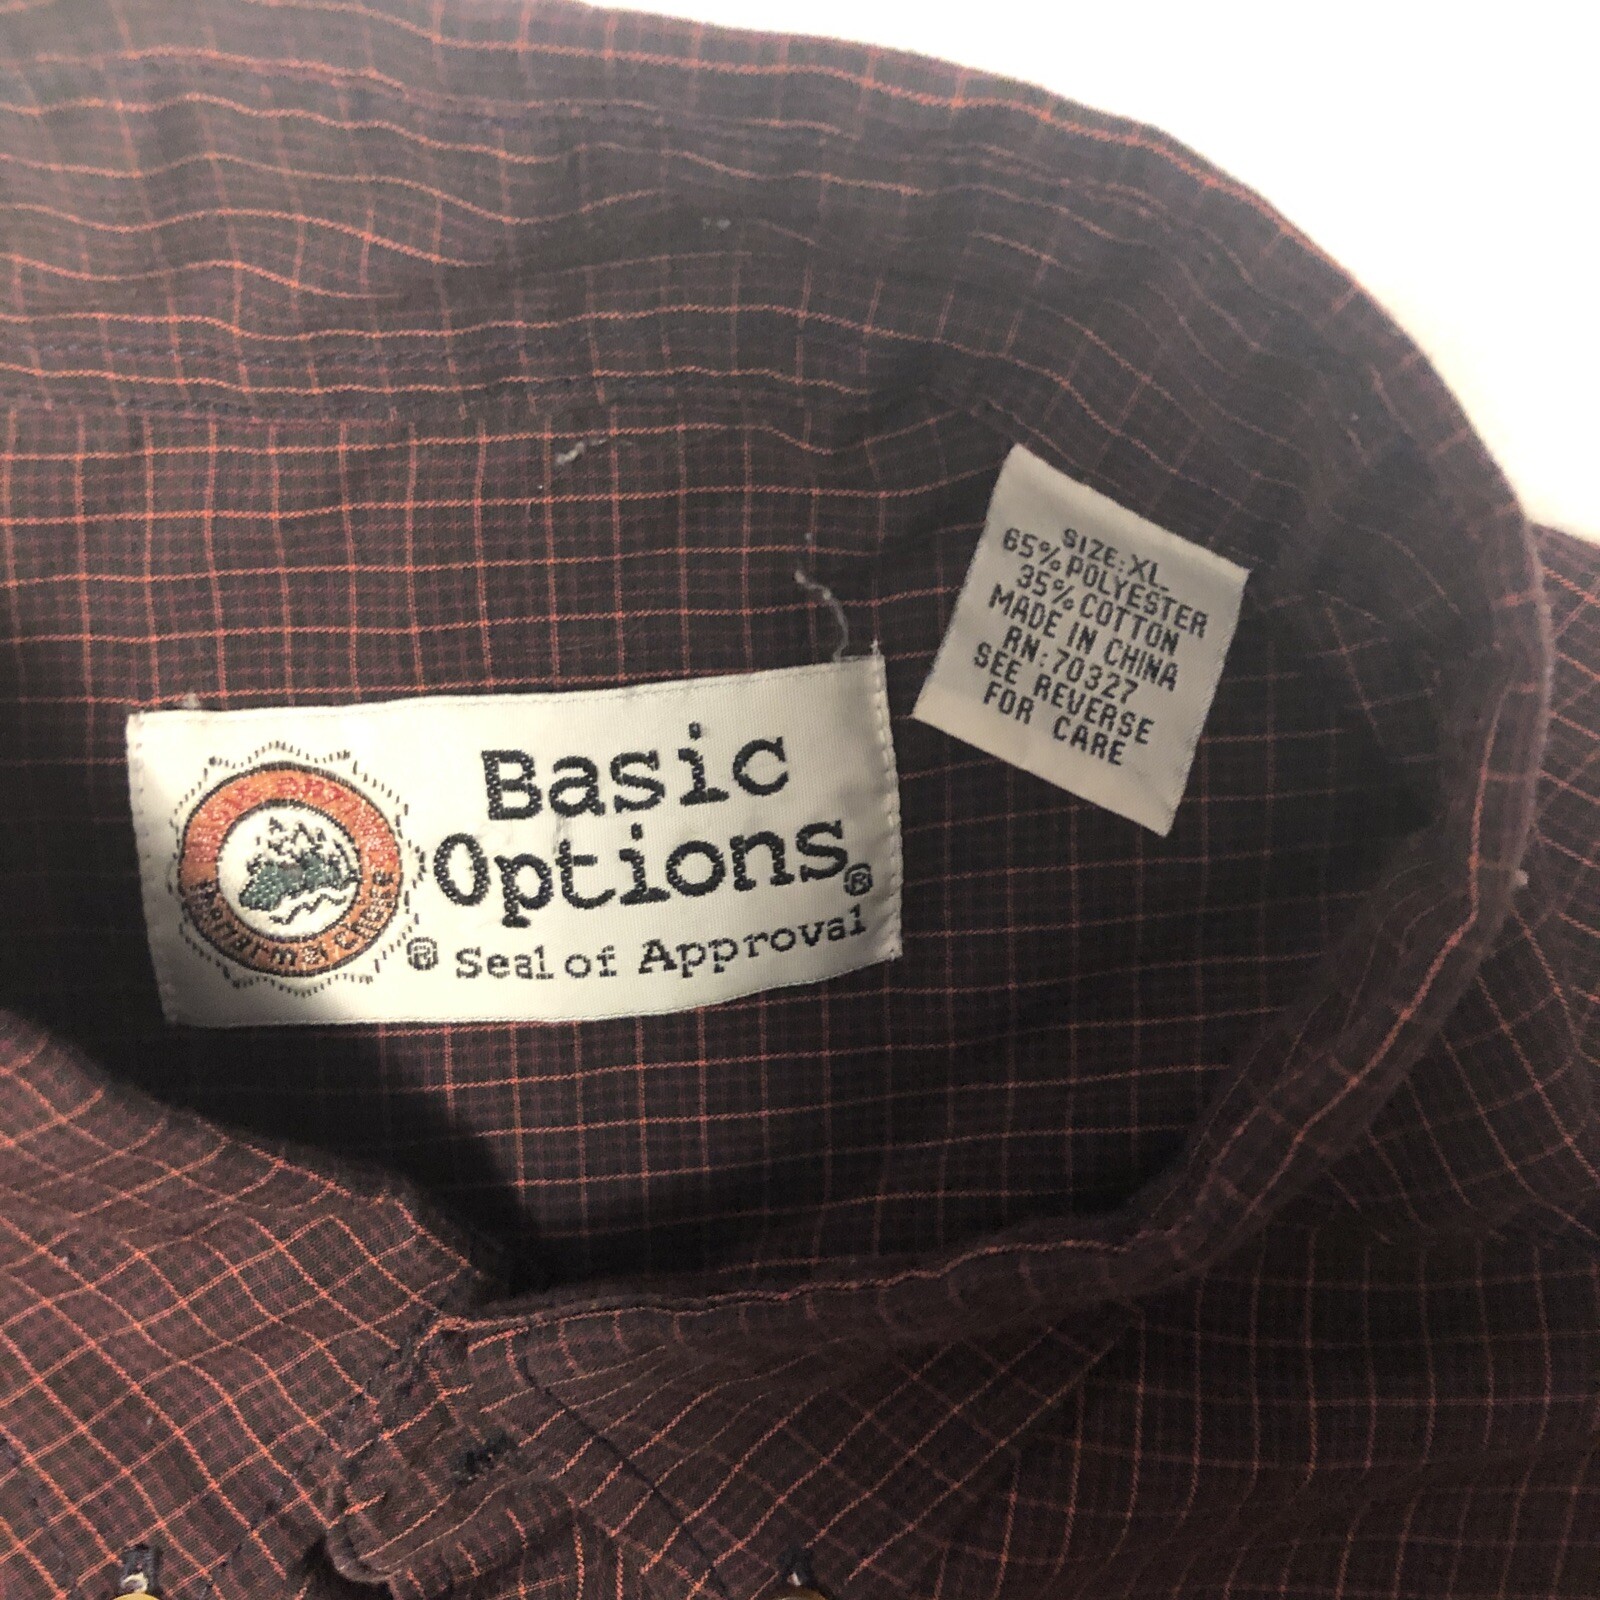 Basic
Options®
® Seal of Approval
SIZE:XL
65% POLYESTER
35% COTTON
MADE IN CHINA
RN:70327
SEE REVERSE
FOR CARE